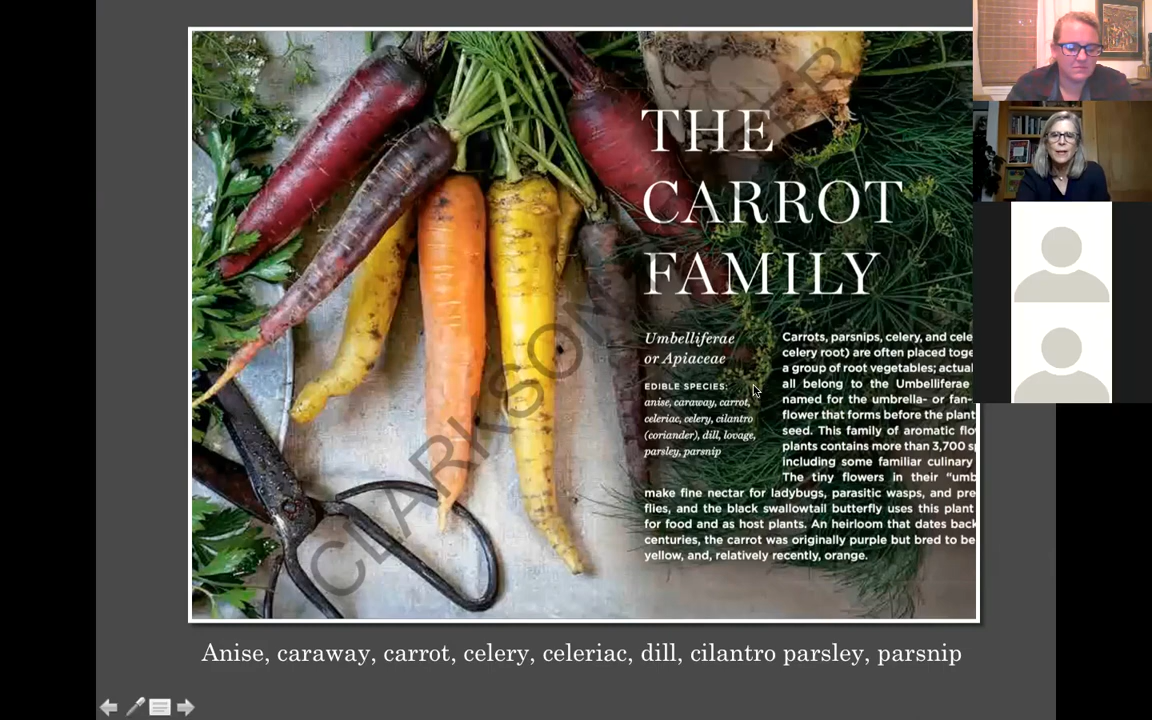 THE
CARROT
FAMILY
Umbelliferae
or Apiaceae
EDIBLE SPECIES:
anise, caraway, carrot,
celeriac, celery, cilantro
(coriander), dill, lovage,
parsley, parsnip
Carrots, parsnips, celery, and
celery root) are often placed
a group of root vegetables;
all belong to the Umbelliferae
named for the umbrella- or fan-
flower that forms before the plant
seed. This family of aromatic
plants contains more than 3,700
including some familiar culinary
The tiny flowers in their
make fine nectar for ladybugs, parasitic wasps, and
flies, and the black swallowtail butterfly uses this plant
for food and as host plants. An heirloom that dates back
centuries, the carrot was originally purple but bred to be
yellow, and, relatively recently, orange.
CLARKSON
Anise, caraway, carrot, celery, celeriac, dill, cilantro parsley, parsnip